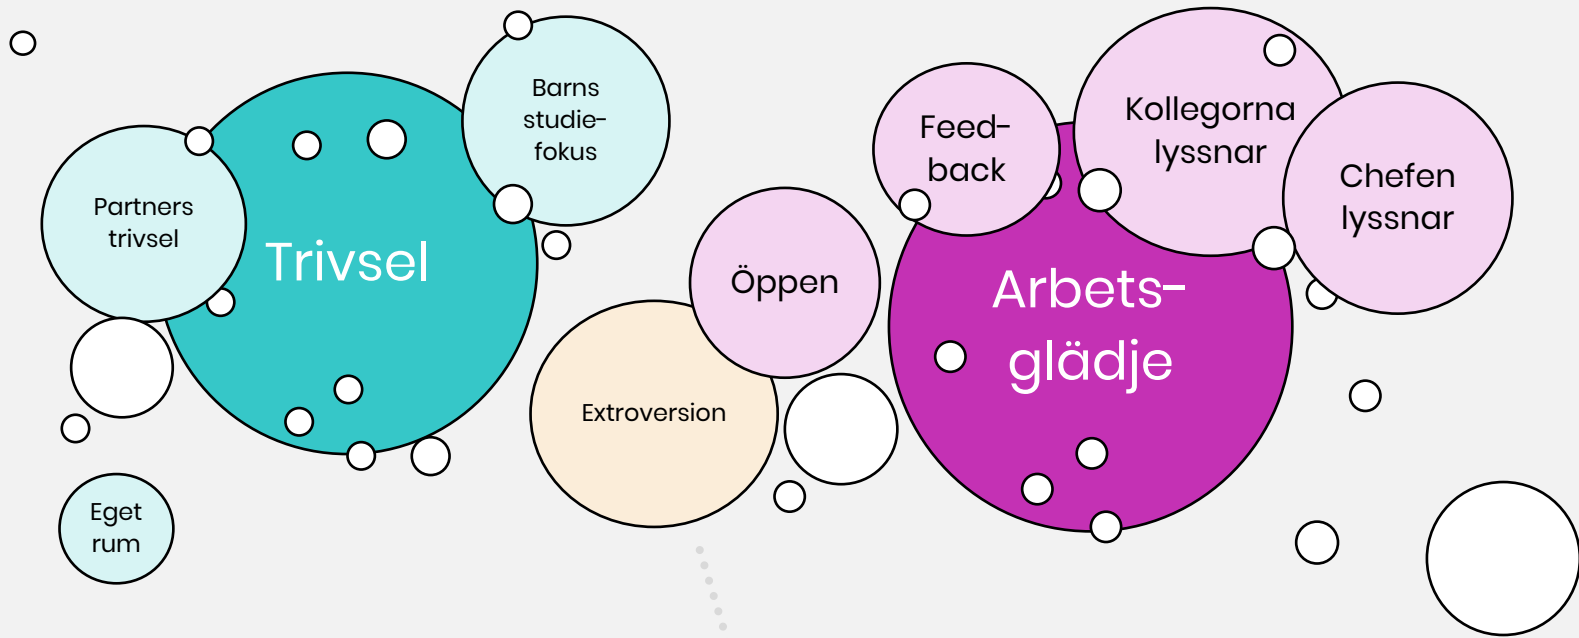 Barns
studie-
fokus
Partners
trivsel
Trivsel
Eget
rum
Extroversion
Öppen
Feed-
back
Kollegorna
lyssnar
Chefen
lyssnar
Arbets-
glädje